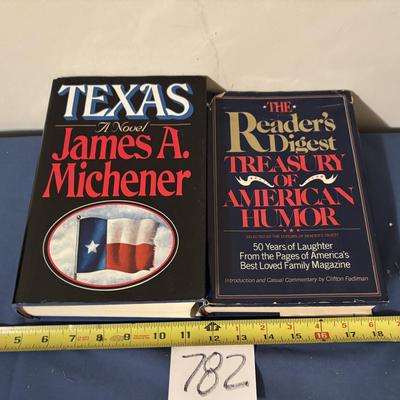 TEXAS
A Novel
James A.
Michener
THE
Reader's
Digest
TREASURY
OF
AMERICAN
HUMOR
SELECTED BY THE EDITORS OF READER'S DIGEST
50 Years of Laughter
From the Pages of America's
Best Loved Family Magazine
Introduction and Casual Commentary by Clifton Fadiman
5 6 7 8 9 10 11 13 14 15 16 17 18
782